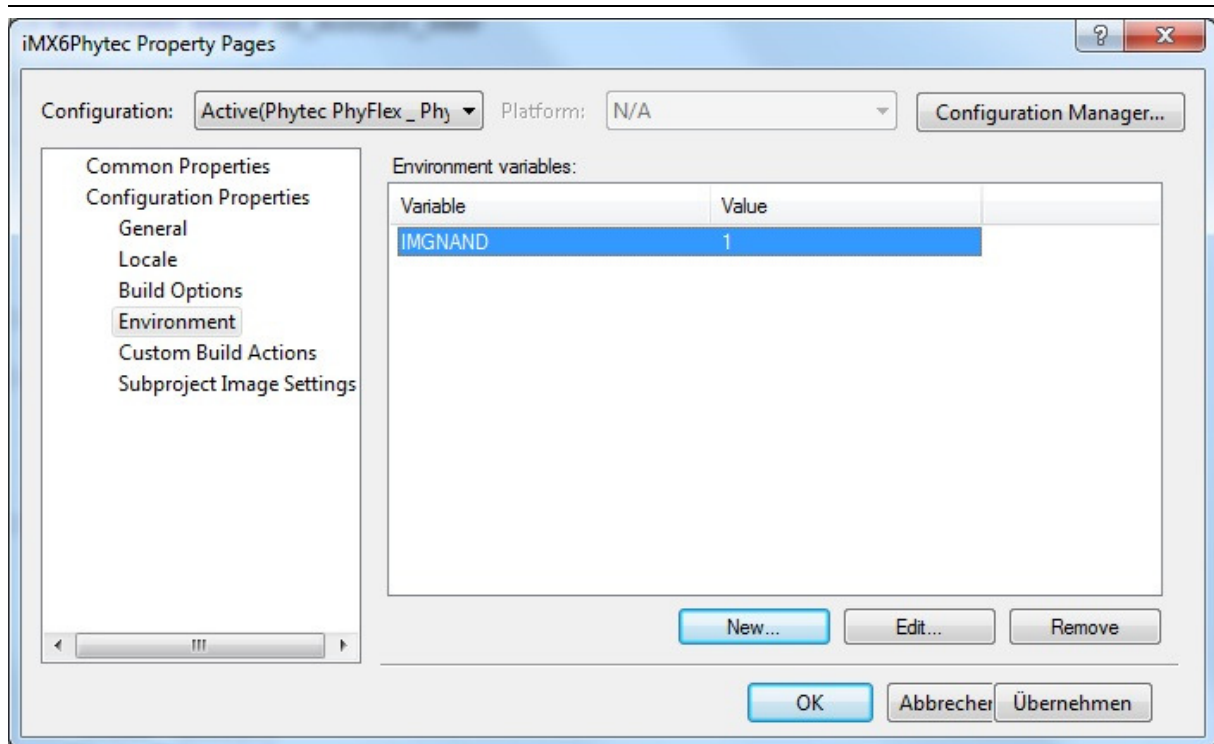 iMX6Phytec Property Pages
Configuration: Active(Phytec PhyFlex _ Phy Platform: N/A Configuration Manager...
Common Properties
Configuration Properties
General
Locale
Build Options
Environment
Custom Build Actions
Subproject Image Settings
Environment variables:
Variable Value
IMGNAND 1
New... Edit... Remove
OK Abbrechen Übernehmen